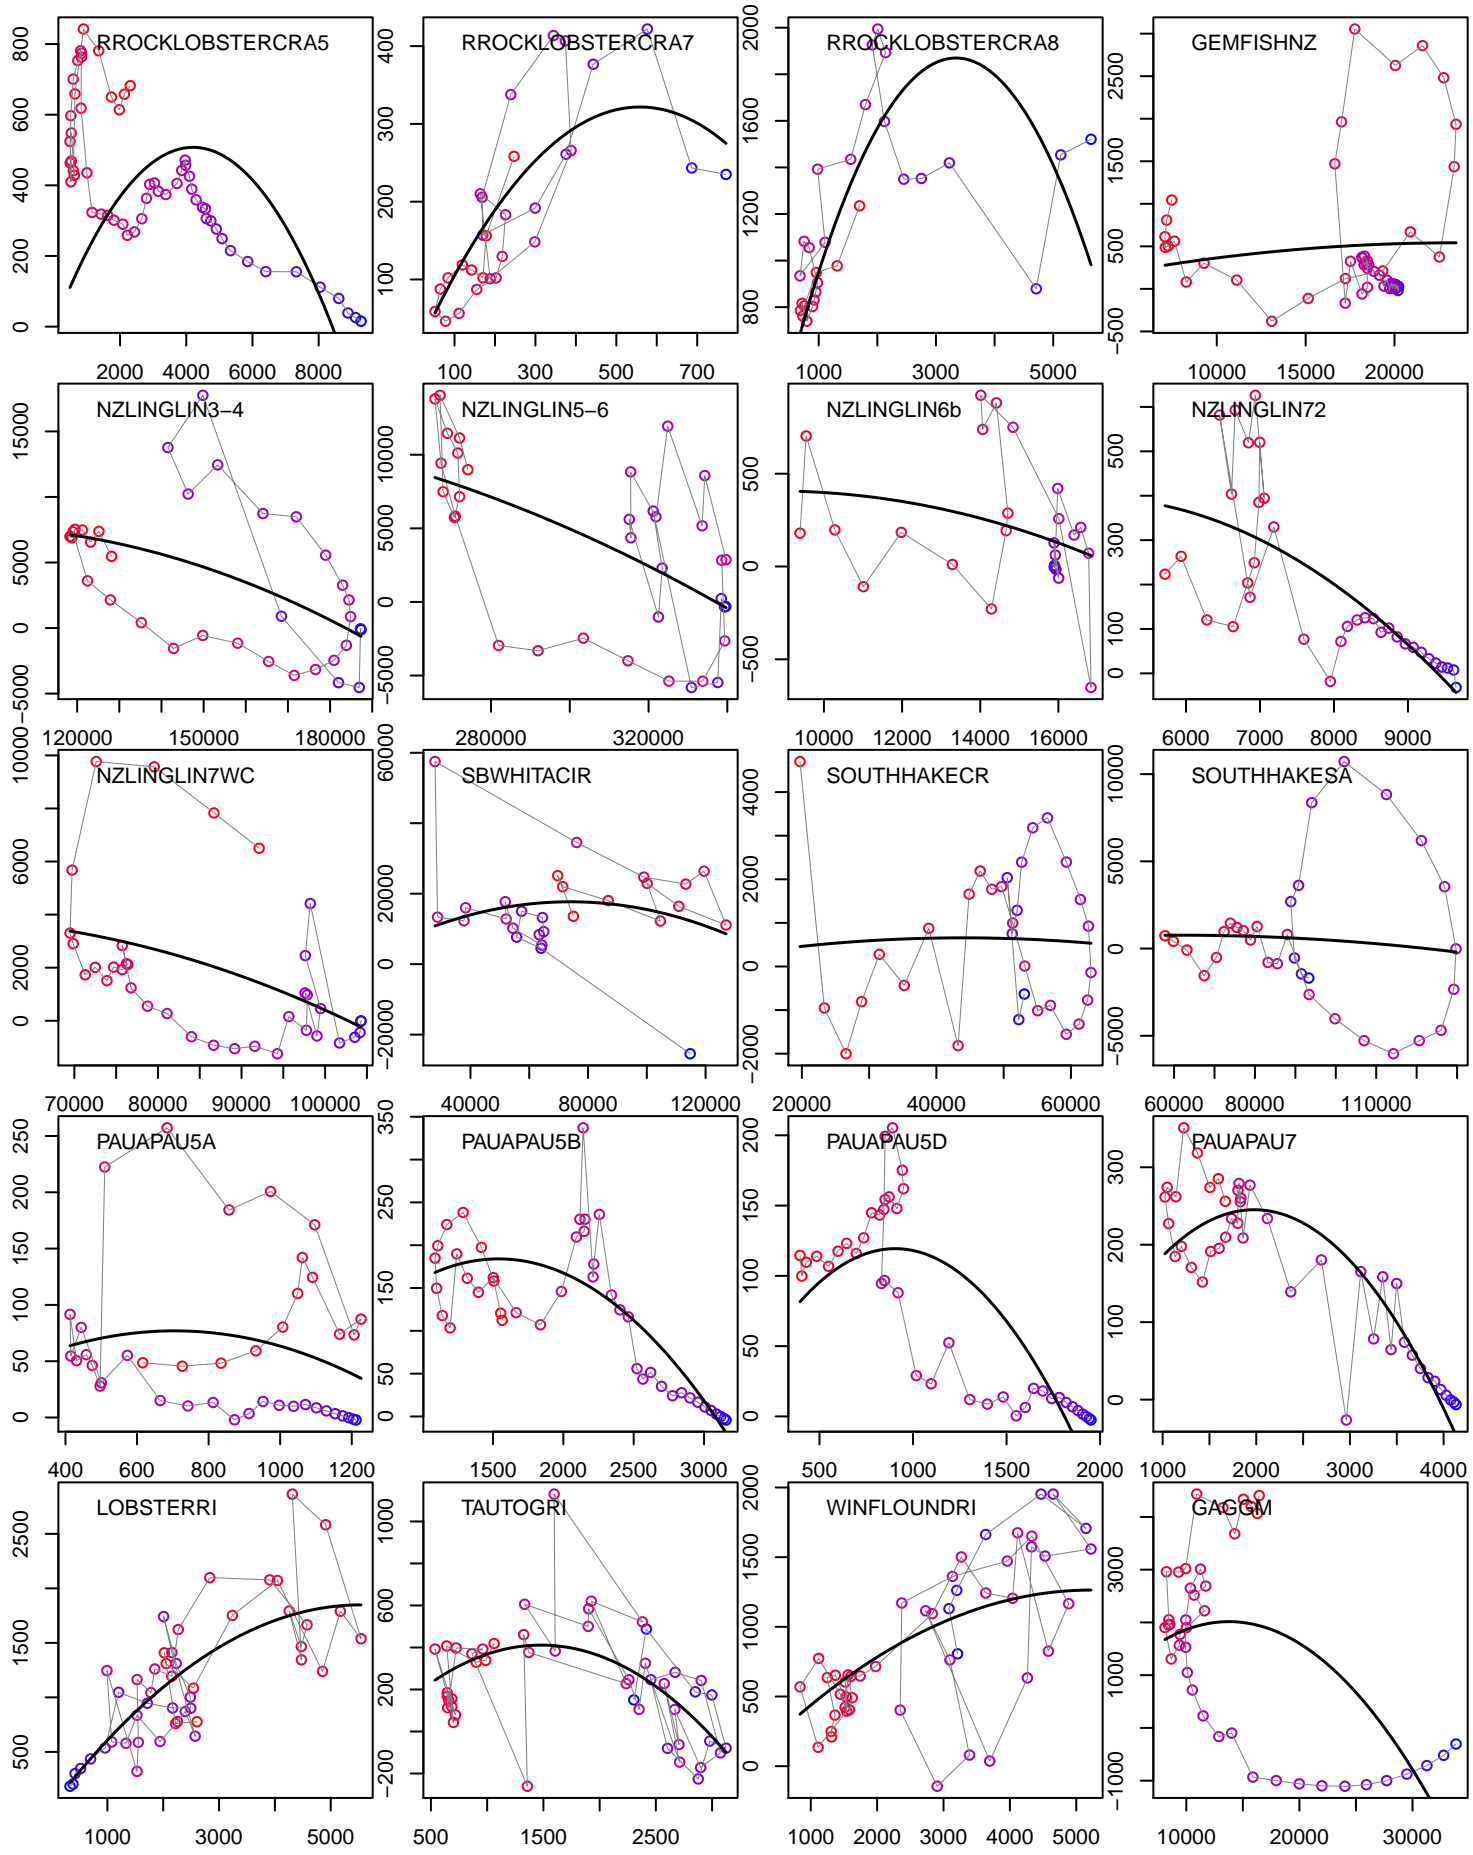 RROCKLOBSTERCRA5
RROCKLOBSTERCRA7
RROCKLOBSTERCRA8
GEMFISHNZ
0 200 400 600 800
100 200 300 400
800 1200 1600 2000
−500 500 1500 2500
2000 4000 6000 8000
100 300 500 700
1000 3000 5000
10000 15000 20000
NZLINGLIN3−4
NZLINGLIN5−6
NZLINGLIN6b
NZLINGLIN72
−5000 0 5000 15000
−5000 0 5000 10000
−500 0 500
0 100 300 500
120000 150000 180000
280000 320000
10000 12000 14000 16000
6000 7000 8000 9000
NZLINGLIN7WC
SBWHITACIR
SOUTHHAKECR
SOUTHHAKESA
0 2000 6000 10000
−20000 0 20000 60000
−2000 0 2000 4000
−5000 0 5000 10000
70000 80000 90000 100000
40000 80000 120000
20000 40000 60000
60000 80000 110000
PAUAPAU5A
PAUAPAU5B
PAUAPAU5D
PAUAPAU7
0 50 100 150 200 250
0 50 150 250 350
0 50 100 150 200
0 100 200 300
400 600 800 1000 1200
1500 2000 2500 3000
500 1000 1500 2000
1000 2000 3000 4000
LOBSTERRI
TAUTOGRI
WINFLOUNDRI
GAGGM
500 1500 2500
−200 200 600 1000
0 500 1000 1500 2000
−1000 1000 3000
1000 3000 5000
500 1500 2500
1000 2000 3000 4000 5000
10000 20000 30000